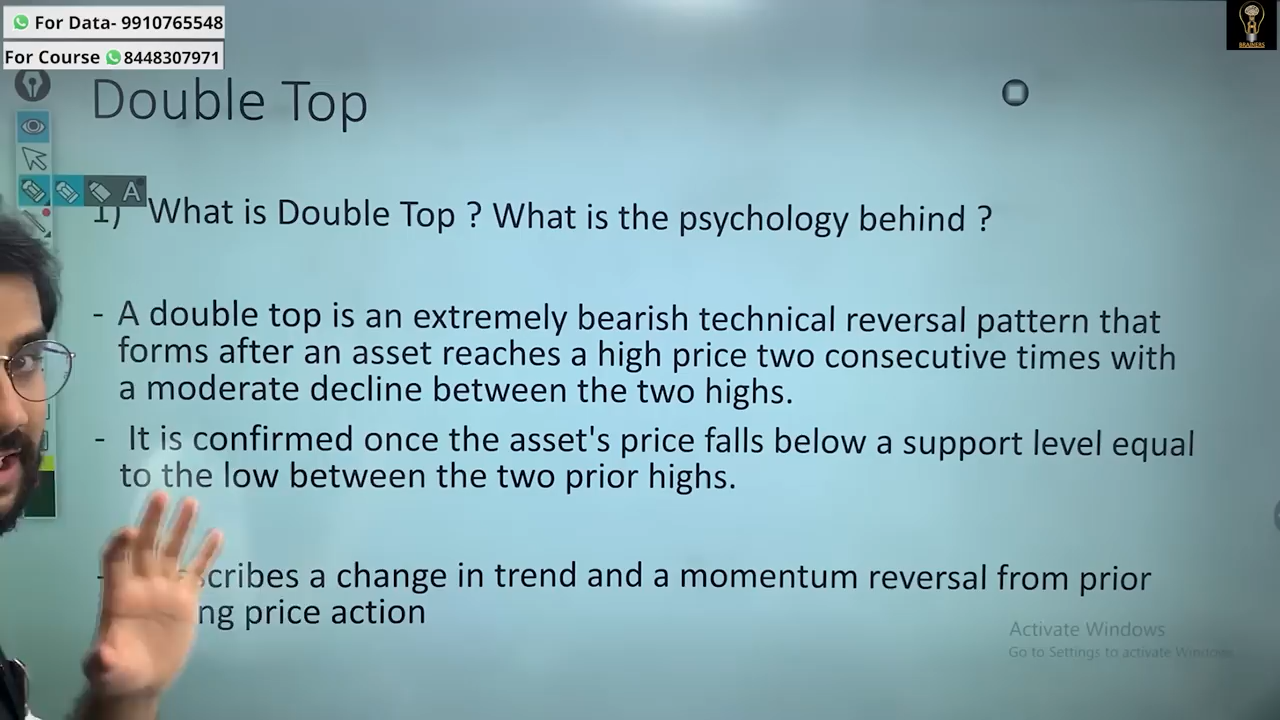 For Data- 9910765548
For Course 8448307971
BRAINERS
Double Top
A
1) What is Double Top ? What is the psychology behind ?
- A double top is an extremely bearish technical reversal pattern that
forms after an asset reaches a high price two consecutive times with
a moderate decline between the two highs.
- It is confirmed once the asset's price falls below a support level equal
to the low between the two prior highs.
- scribes a change in trend and a momentum reversal from prior
ng price action
Activate Windows
Go to Settings to activate Windows.